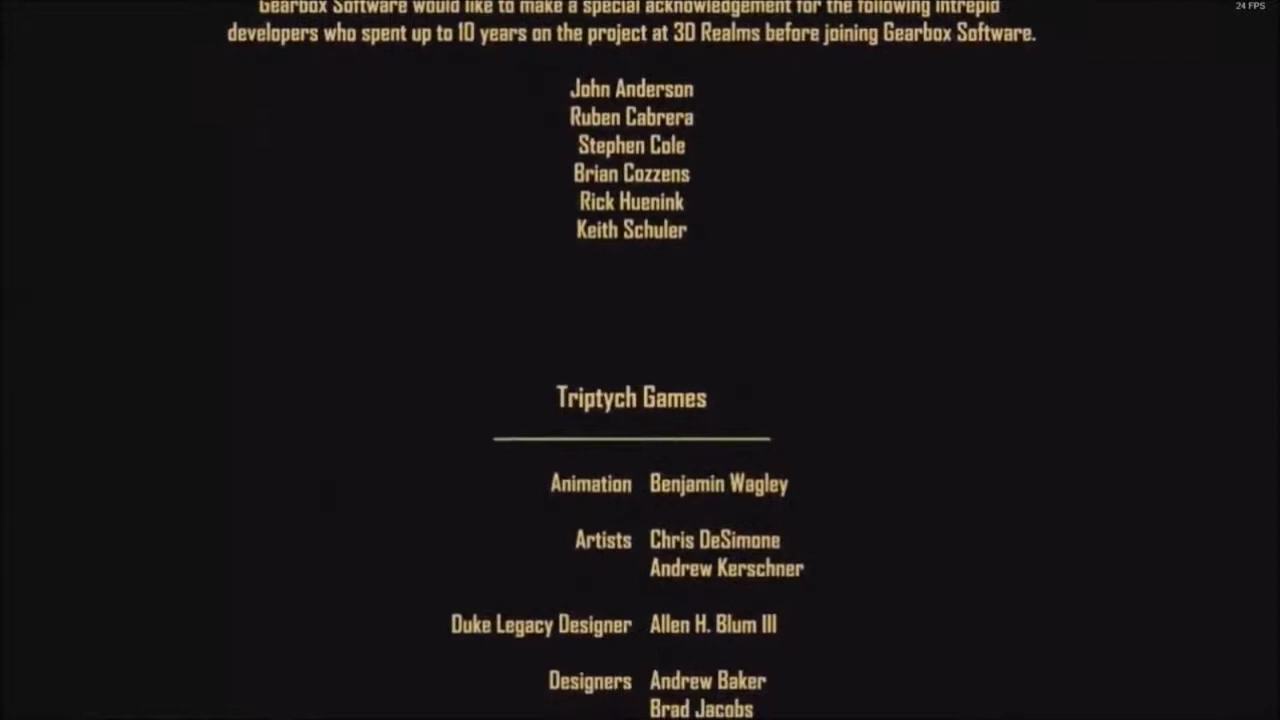 24 FPS
Gearbox Software would like to make a special acknowledgement for the following intrepid
developers who spent up to 10 years on the project at 3D Realms before joining Gearbox Software.
John Anderson
Ruben Cabrera
Stephen Cole
Brian Cozzens
Rick Huenink
Keith Schuler
Triptych Games
Animation Benjamin Wagley
Artists Chris DeSimone
Andrew Kerschner
Duke Legacy Designer Allen H. Blum III
Designers Andrew Baker
Brad Jacobs